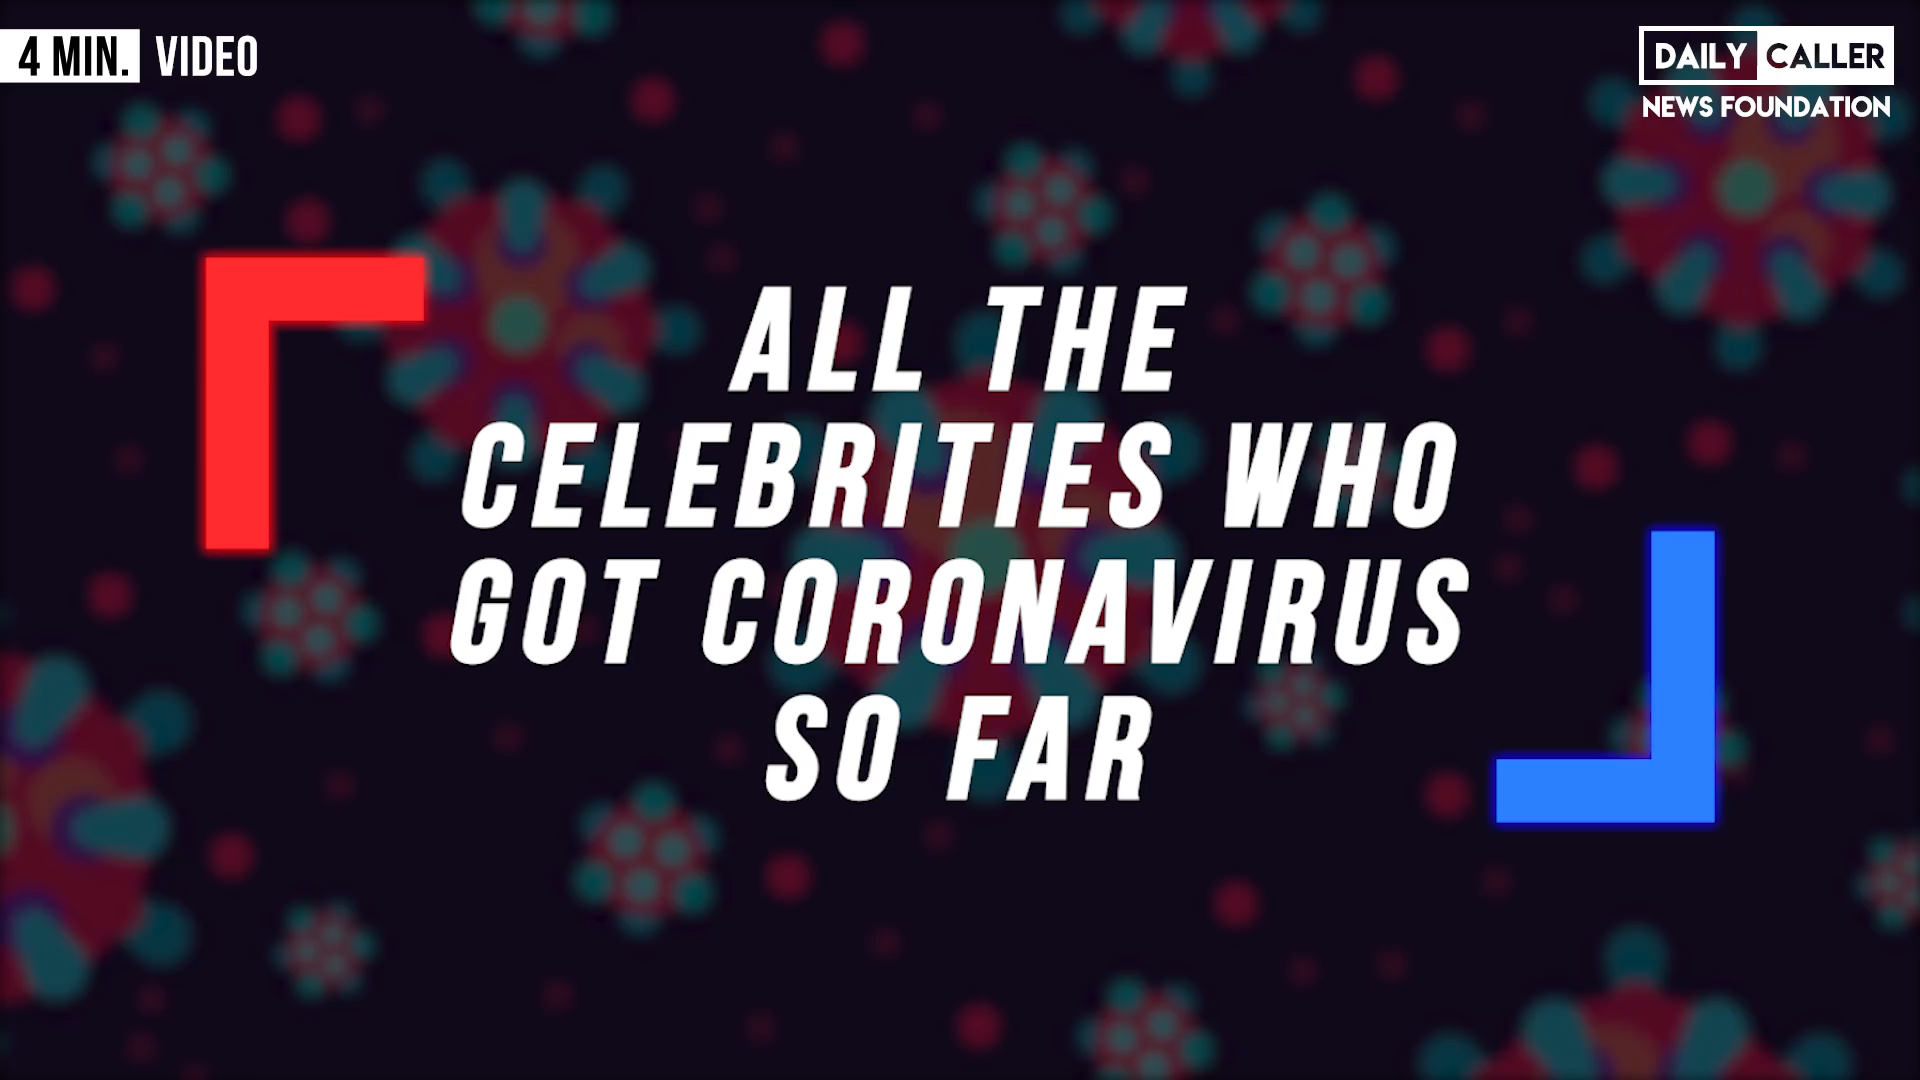 4 MIN. VIDEO
DAILY CALLER
NEWS FOUNDATION
ALL THE
CELEBRITIES WHO
GOT CORONAVIRUS
SO FAR